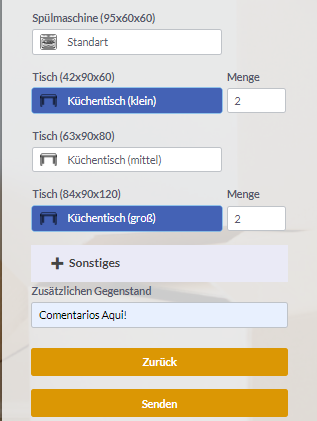 Spülmaschine (95x60x60)
Standart
Tisch (42x90x60) Menge
Küchentisch (klein) 2
Tisch (63x90x80)
Küchentisch (mittel)
Tisch (84x90x120) Menge
Küchentisch (groß) 2
+ Sonstiges
Zusätzlichen Gegenstand
Comentarios Aqui!
Zurück
Senden